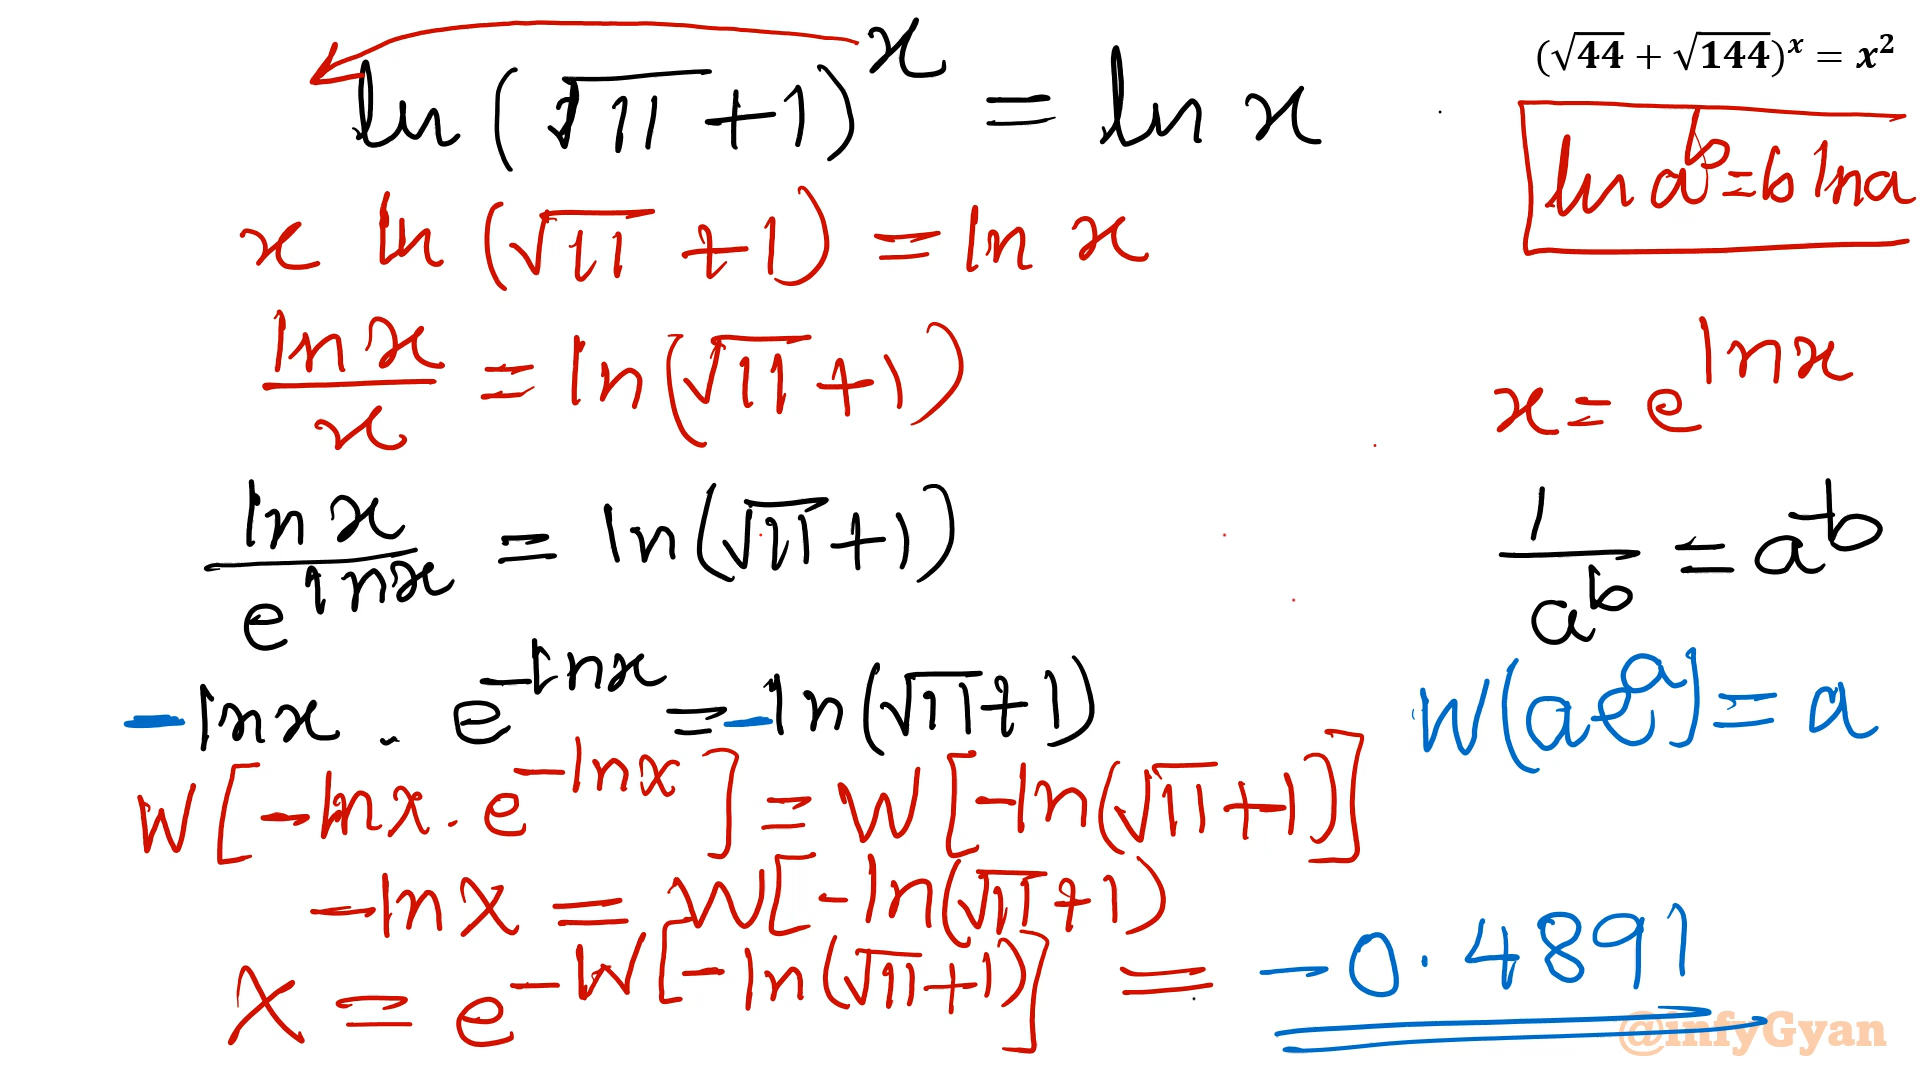 ln (√11 + 1)^x = ln x
(√44 + √144)^x = x²
ln a^b = b ln a
x ln (√11 + 1) = ln x
ln x / x = ln(√11 + 1)
x = e^ln x
ln x / e^ln x = ln(√11 + 1)
1 / a^b = a^-b
-ln x . e^-ln x = -ln(√11 + 1)
W(ae^a) = a
W[-ln x . e^-ln x] = W[-ln(√11 + 1)]
-ln x = W[-ln(√11 + 1)
x = e^-W[-ln(√11 + 1)] = -0.4891
@infyGyan